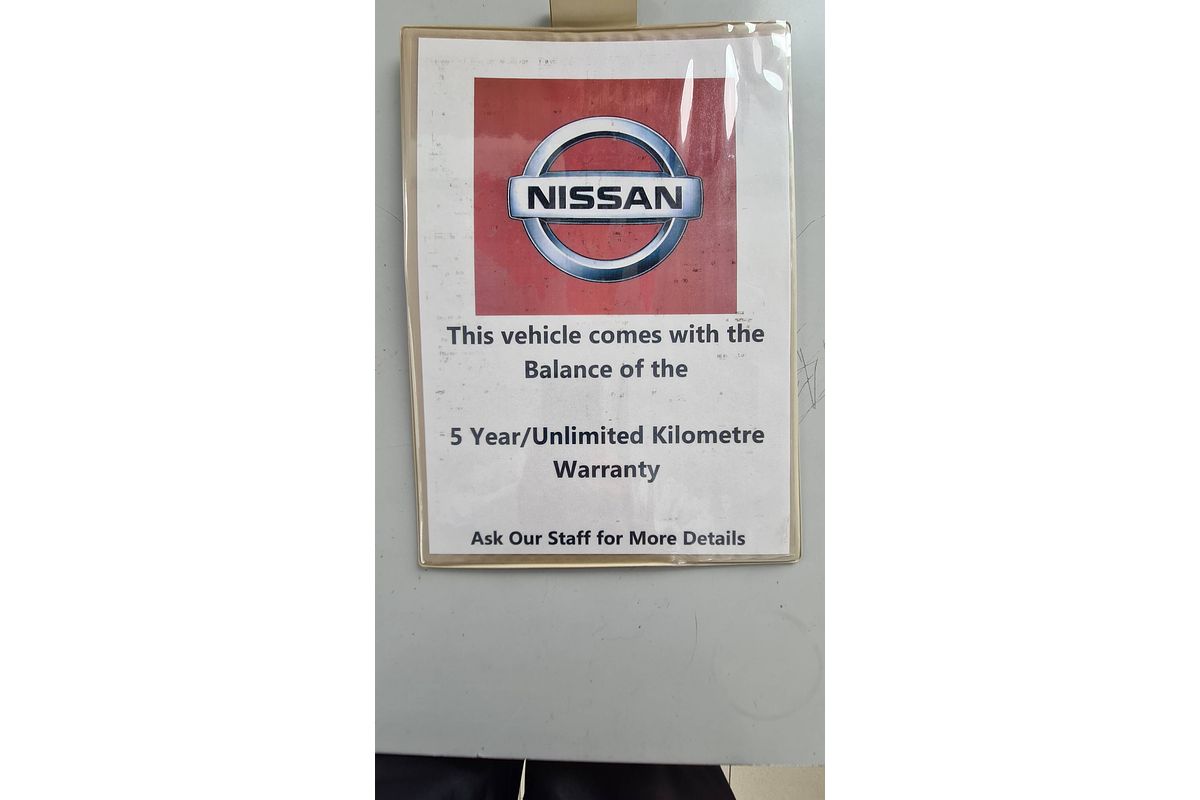 NISSAN
This vehicle comes with the
Balance of the
5 Year/Unlimited Kilometre
Warranty
Ask Our Staff for More Details